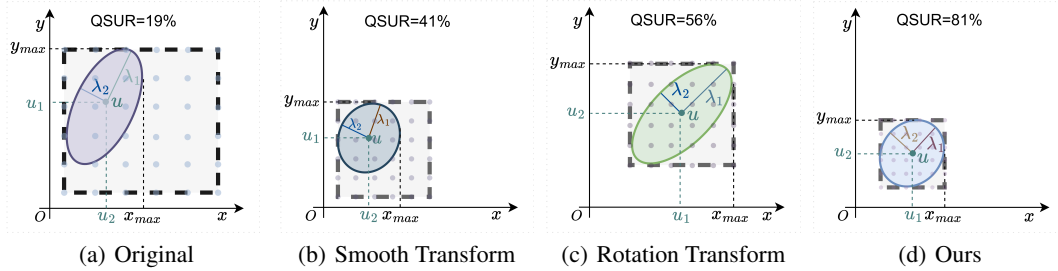 y QSUR=19%
y_max
λ_2 λ_1
u_1 u
O u_2 x_max x
(a) Original
y QSUR=41%
y_max
λ_2 λ_1
u_1 u
O u_2 x_max x
(b) Smooth Transform
y QSUR=56%
y_max
λ_2 λ_1
u_2 u
O u_1 x_max x
(c) Rotation Transform
y QSUR=81%
y_max
λ_2 λ_1
u_2 u
O u_1 x_max x
(d) Ours